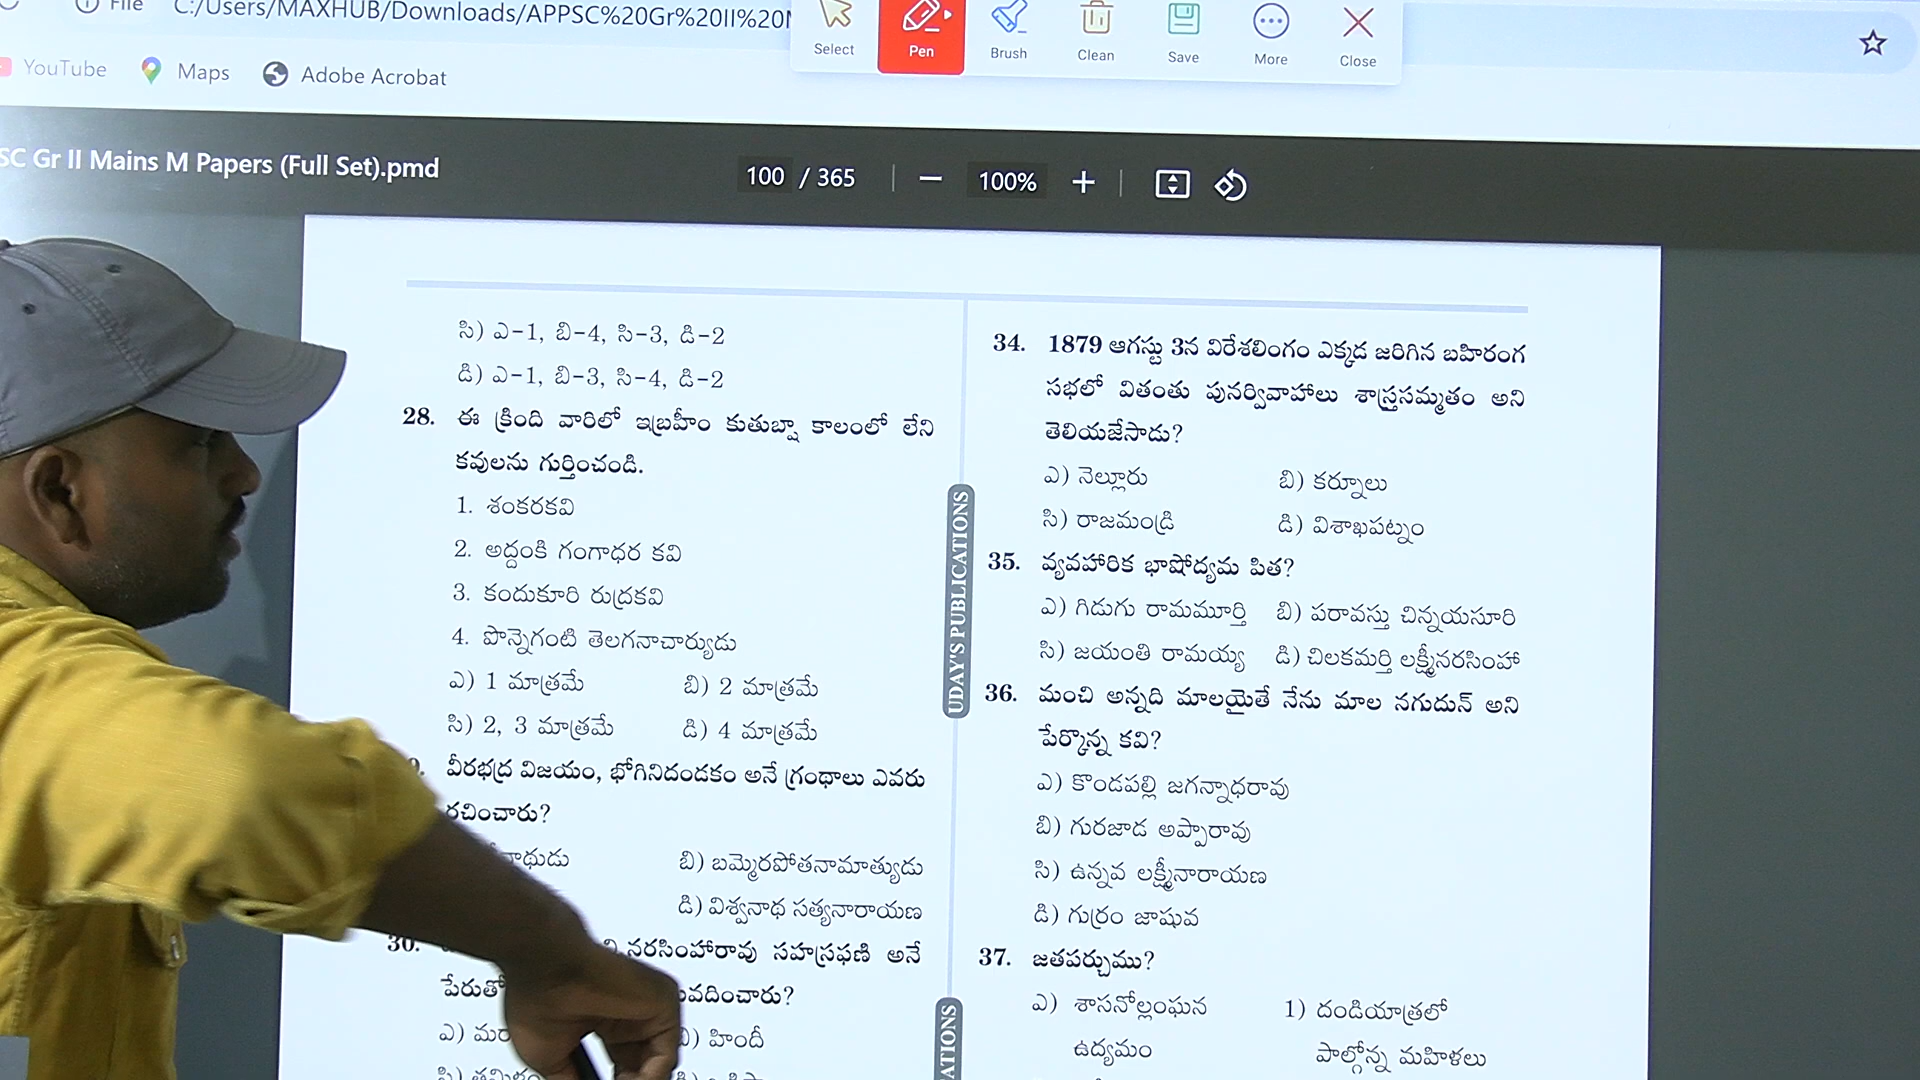 File C:/Users/MAXHUB/Downloads/APPSC%20Gr%20II%20
Select
Pen
Brush
Clean
Save
More
Close
YouTube
Maps
Adobe Acrobat
SC Gr II Mains M Papers (Full Set).pmd
100 / 365
100%
సి) ఎ-1, బి-4, సి-3, డి-2
డి) ఎ-1, బి-3, సి-4, డి-2
28. ఈ క్రింది వారిలో ఇబ్రహీం కుతుబ్షా కాలంలో లేని
కవులను గుర్తించండి.
1. శంకరకవి
2. అద్దంకి గంగాధర కవి
3. కందుకూరి రుద్రకవి
4. పొన్నెగంటి తెలగనాచార్యుడు
ఎ) 1 మాత్రమే బి) 2 మాత్రమే
సి) 2, 3 మాత్రమే డి) 4 మాత్రమే
వీరభద్ర విజయం, భోగినిదండకం అనే గ్రంథాలు ఎవరు
రచించారు?
బి) బమ్మెరపోతనామాత్యుడు
డి) విశ్వనాథ సత్యనారాయణ
30. నరసింహారావు సహస్రఫణి అనే
పేరుతో
బి) హిందీ
UDAY'S PUBLICATIONS
34. 1879 ఆగస్టు 3న విరేశలింగం ఎక్కడ జరిగిన బహిరంగ
సభలో వితంతు పునర్వివాహాలు శాస్త్రసమ్మతం అని
తెలియజేసాడు?
ఎ) నెల్లూరు బి) కర్నూలు
సి) రాజమండ్రి డి) విశాఖపట్నం
35. వ్యవహారిక భాషోద్యమ పిత?
ఎ) గిడుగు రామమూర్తి బి) పరావస్తు చిన్నయసూరి
సి) జయంతి రామయ్య డి) చిలకమర్తి లక్ష్మీనరసింహా
36. మంచి అన్నది మాలయైతే నేను మాల నగుదున్ అని
పేర్కొన్న కవి?
ఎ) కొండపల్లి జగన్నాధరావు
బి) గురజాడ అప్పారావు
సి) ఉన్నవ లక్ష్మీనారాయణ
డి) గుర్రం జాషువ
37. జతపర్చుము?
ఎ) శాసనోల్లంఘన 1) దండియాత్రలో
ఉద్యమం పాల్గోన్న మహిళలు